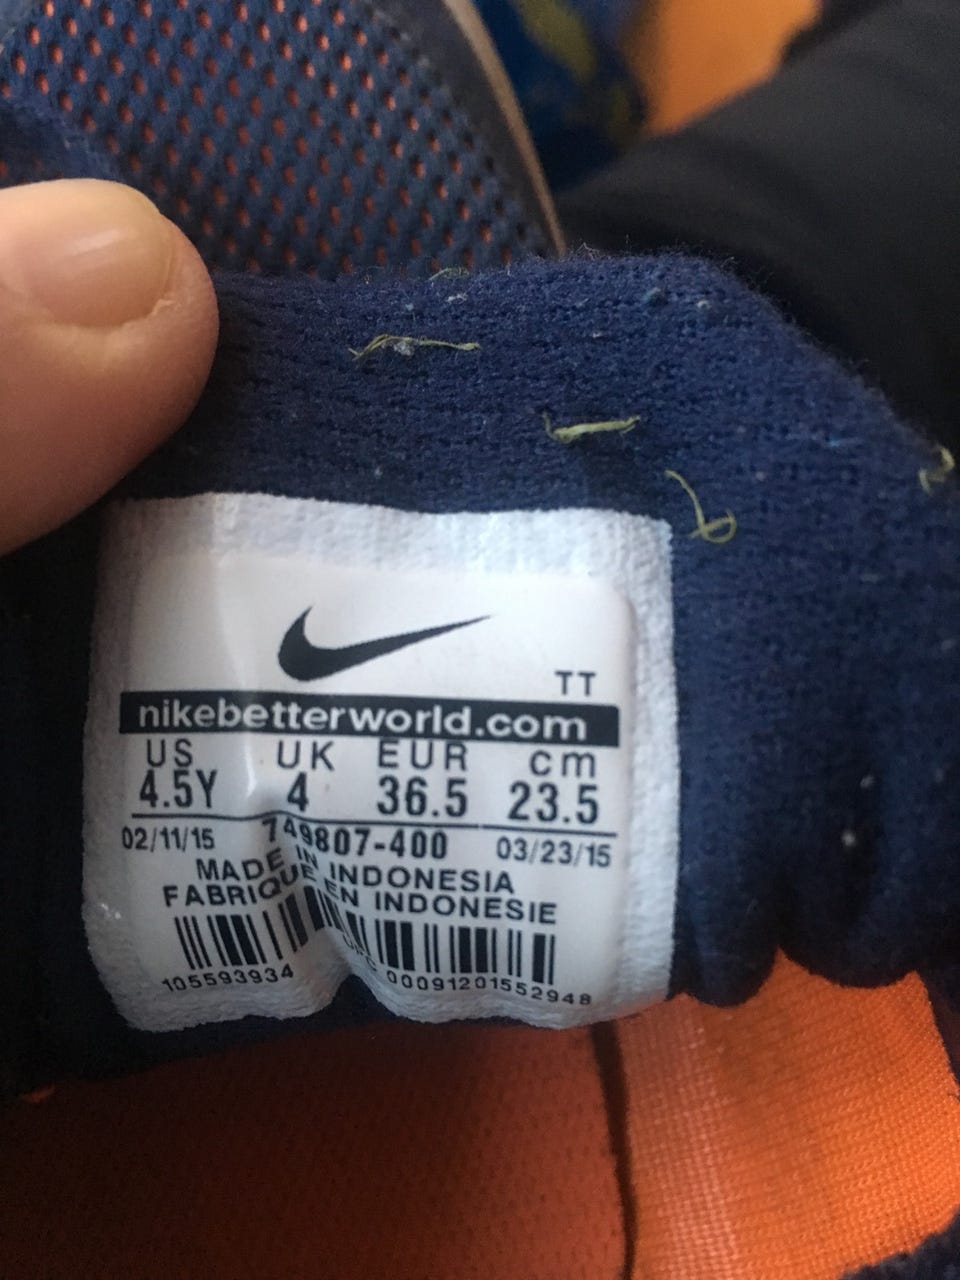 TT
nikebetterworld.com
US UK EUR cm
4.5Y 4 36.5 23.5
02/11/15 749807-400 03/23/15
MADE IN INDONESIA
FABRIQUE EN INDONESIE
105593934 UPC 00091201552948